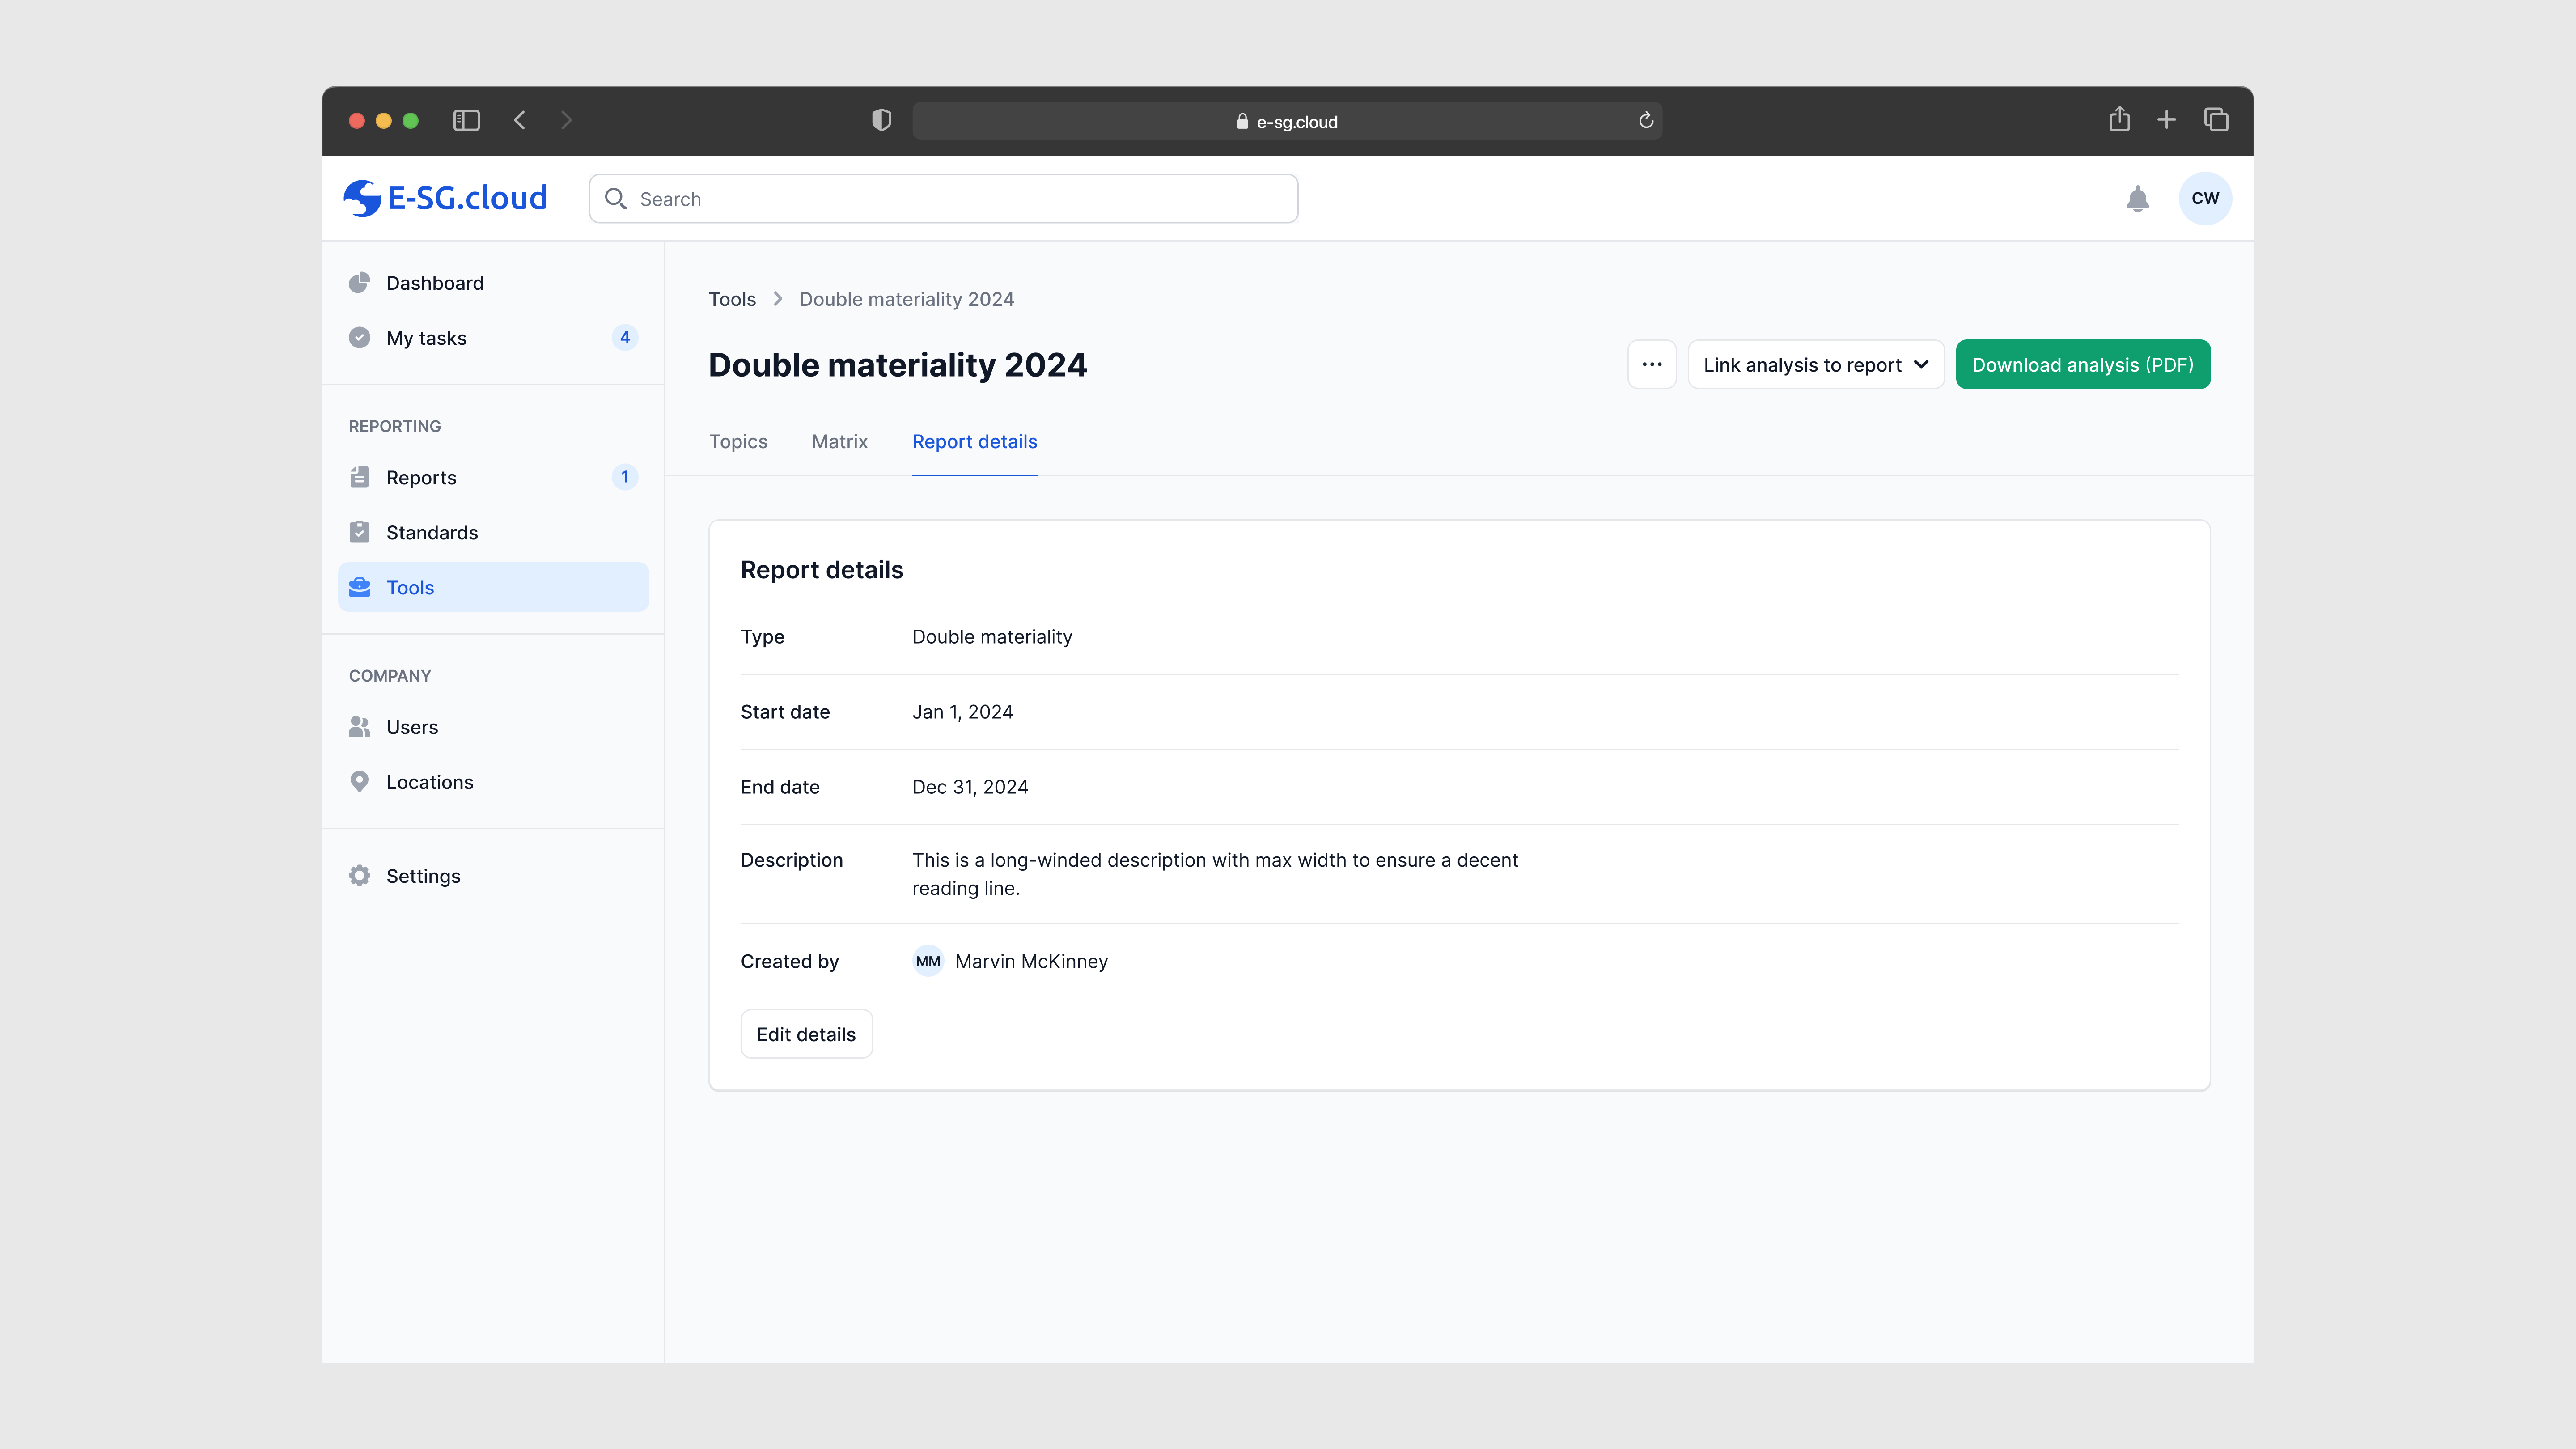 e-sg.cloud
E-SG.cloud
Search
CW
Dashboard
My tasks
4
REPORTING
Reports
1
Standards
Tools
COMPANY
Users
Locations
Settings
Tools
Double materiality 2024
Double materiality 2024
Link analysis to report
Download analysis (PDF)
Topics
Matrix
Report details
Report details
Type
Double materiality
Start date
Jan 1, 2024
End date
Dec 31, 2024
Description
This is a long-winded description with max width to ensure a decent
reading line.
Created by
MM
Marvin McKinney
Edit details